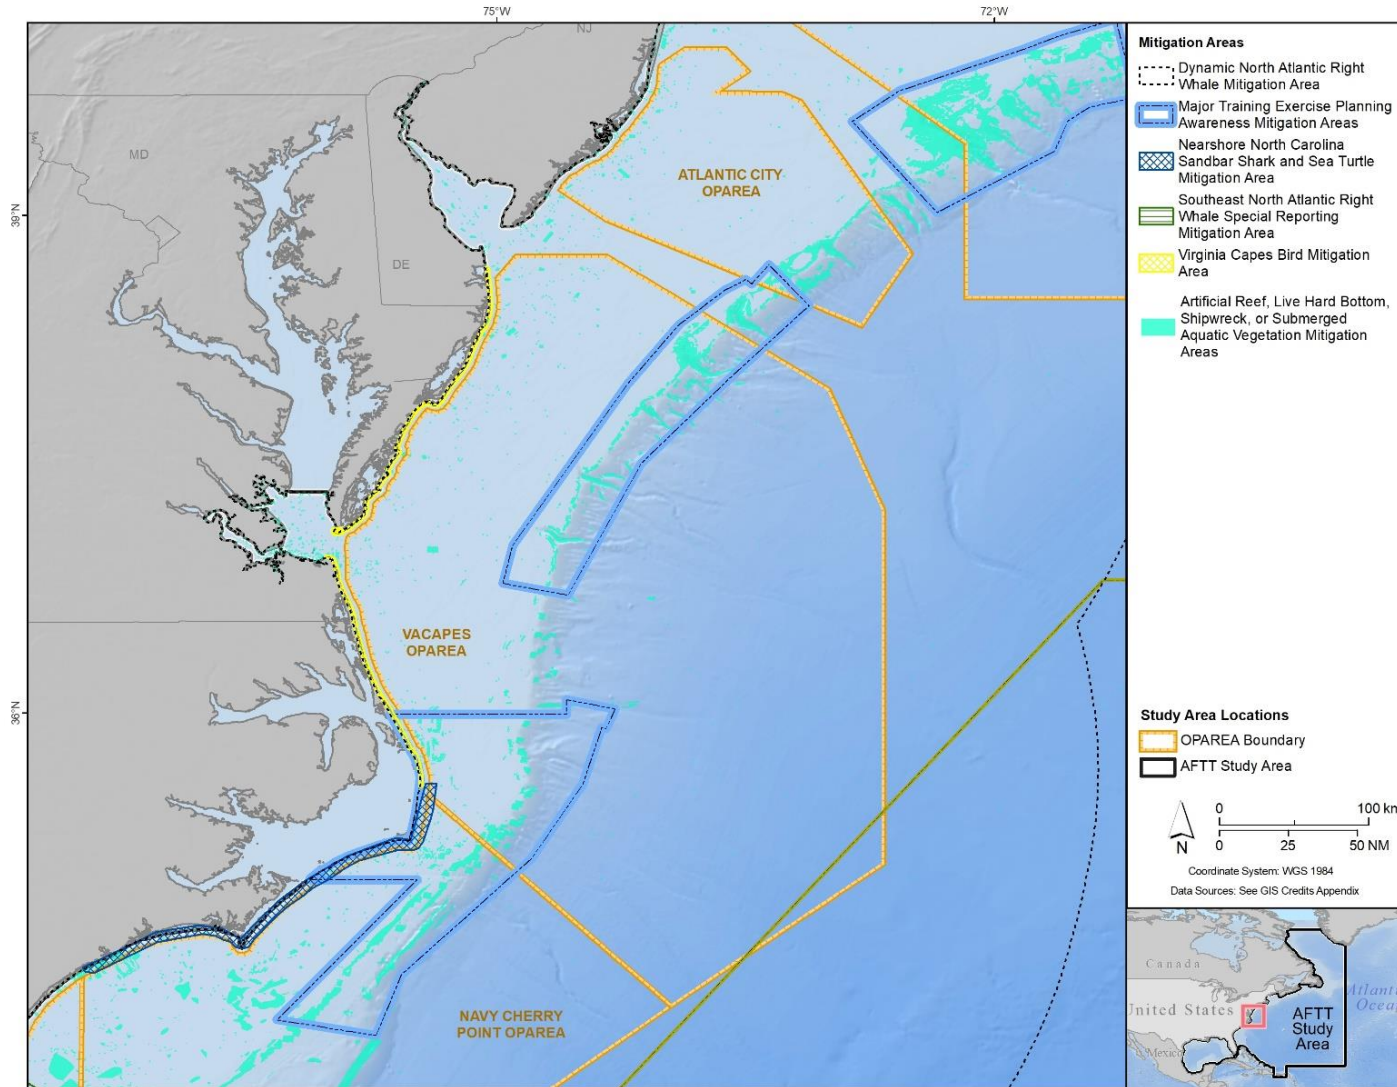 75°W
72°W
NJ
MD
DE
39°N
36°N
ATLANTIC CITY
OPAREA
VACAPES
OPAREA
NAVY CHERRY
POINT OPAREA
Mitigation Areas
Dynamic North Atlantic Right
Whale Mitigation Area
Major Training Exercise Planning
Awareness Mitigation Areas
Nearshore North Carolina
Sandbar Shark and Sea Turtle
Mitigation Area
Southeast North Atlantic Right
Whale Special Reporting
Mitigation Area
Virginia Capes Bird Mitigation
Area
Artificial Reef, Live Hard Bottom,
Shipwreck, or Submerged
Aquatic Vegetation Mitigation
Areas
Study Area Locations
OPAREA Boundary
AFTT Study Area
N
0
100 km
0
25
50 NM
Coordinate System: WGS 1984
Data Sources: See GIS Credits Appendix
Canada
United States
Mexico
AFTT
Study
Area